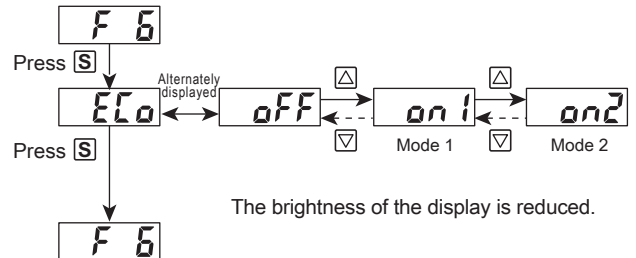 F 6
Press S
Alternately
displayed
ECo
oFF
on1
on2
Mode 1
Mode 2
Press S
The brightness of the display is reduced.
F 6